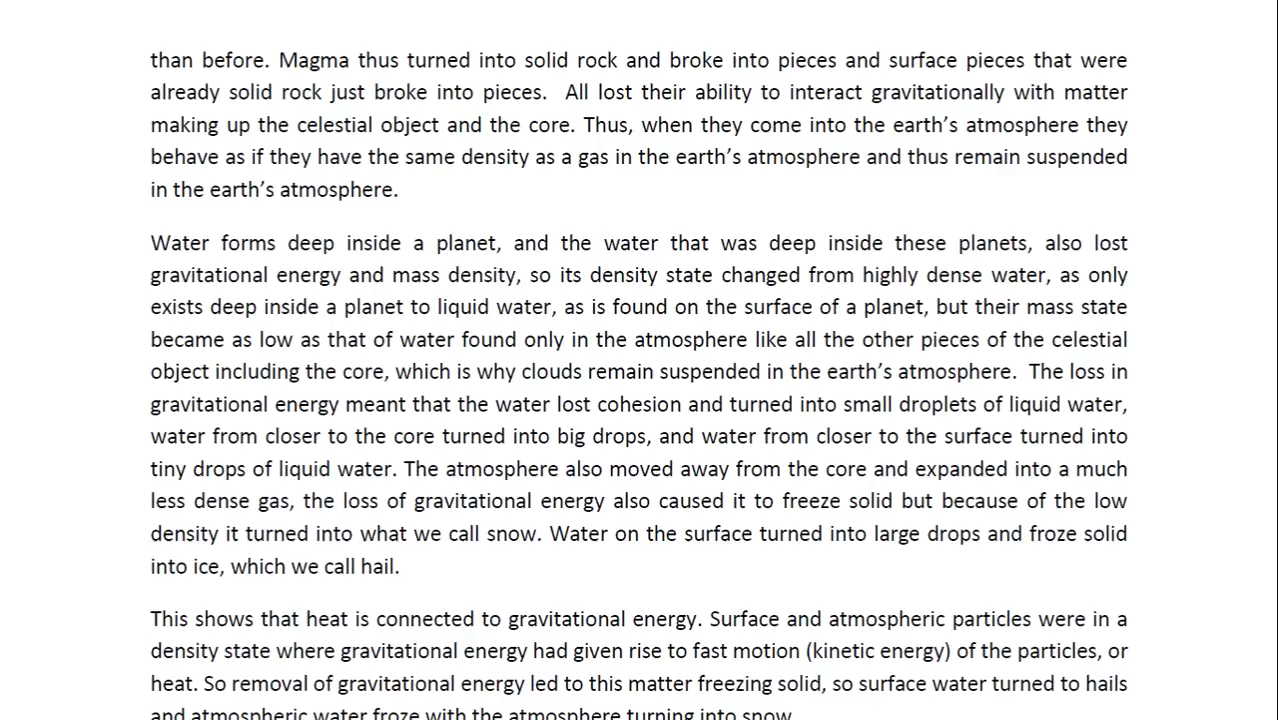 than before. Magma thus turned into solid rock and broke into pieces and surface pieces that were
already solid rock just broke into pieces.  All lost their ability to interact gravitationally with matter
making up the celestial object and the core. Thus, when they come into the earth’s atmosphere they
behave as if they have the same density as a gas in the earth’s atmosphere and thus remain suspended
in the earth’s atmosphere.
Water forms deep inside a planet, and the water that was deep inside these planets, also lost
gravitational energy and mass density, so its density state changed from highly dense water, as only
exists deep inside a planet to liquid water, as is found on the surface of a planet, but their mass state
became as low as that of water found only in the atmosphere like all the other pieces of the celestial
object including the core, which is why clouds remain suspended in the earth’s atmosphere.  The loss in
gravitational energy meant that the water lost cohesion and turned into small droplets of liquid water,
water from closer to the core turned into big drops, and water from closer to the surface turned into
tiny drops of liquid water. The atmosphere also moved away from the core and expanded into a much
less dense gas, the loss of gravitational energy also caused it to freeze solid but because of the low
density it turned into what we call snow. Water on the surface turned into large drops and froze solid
into ice, which we call hail.
This shows that heat is connected to gravitational energy. Surface and atmospheric particles were in a
density state where gravitational energy had given rise to fast motion (kinetic energy) of the particles, or
heat. So removal of gravitational energy led to this matter freezing solid, so surface water turned to hails
and atmospheric water froze with the atmosphere turning into snow.